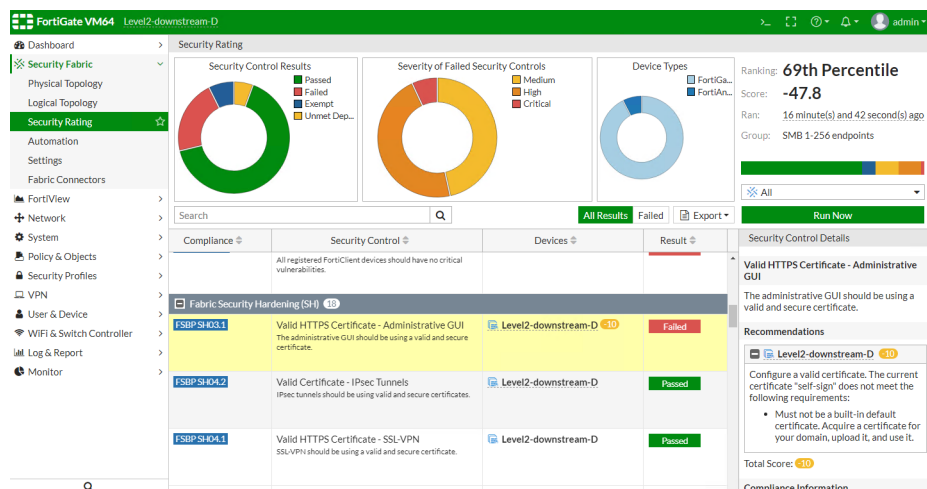 FortiGate VM64 Level2-downstream-D
>_ admin
Dashboard
Security Fabric
Physical Topology
Logical Topology
Security Rating
Automation
Settings
Fabric Connectors
FortiView
Network
System
Policy & Objects
Security Profiles
VPN
User & Device
WiFi & Switch Controller
Log & Report
Monitor
Security Rating
Security Control Results
Passed
Failed
Exempt
Unmet Dep...
Severity of Failed Security Controls
Medium
High
Critical
Device Types
FortiGa...
FortiAn...
Ranking: 69th Percentile
Score: -47.8
Ran: 16 minute(s) and 42 second(s) ago
Group: SMB 1-256 endpoints
All
Run Now
Search
All Results Failed Export
Compliance Security Control Devices Result
All registered FortiClient devices should have no critical
vulnerabilities.
Fabric Security Hardening (SH) 18
FSBP SH03.1 Valid HTTPS Certificate - Administrative GUI Level2-downstream-D -10 Failed
The administrative GUI should be using a valid and secure
certificate.
FSBP SH04.2 Valid Certificate - IPsec Tunnels Level2-downstream-D Passed
IPsec tunnels should be using valid and secure certificates.
FSBP SH04.1 Valid HTTPS Certificate - SSL-VPN Level2-downstream-D Passed
SSL-VPN should be using a valid and secure certificate.
Security Control Details
Valid HTTPS Certificate - Administrative
GUI
The administrative GUI should be using a
valid and secure certificate.
Recommendations
Level2-downstream-D -10
Configure a valid certificate. The current
certificate "self-sign" does not meet the
following requirements:
• Must not be a built-in default
certificate. Acquire a certificate for
your domain, upload it, and use it.
Total Score: -10
Compliance Information